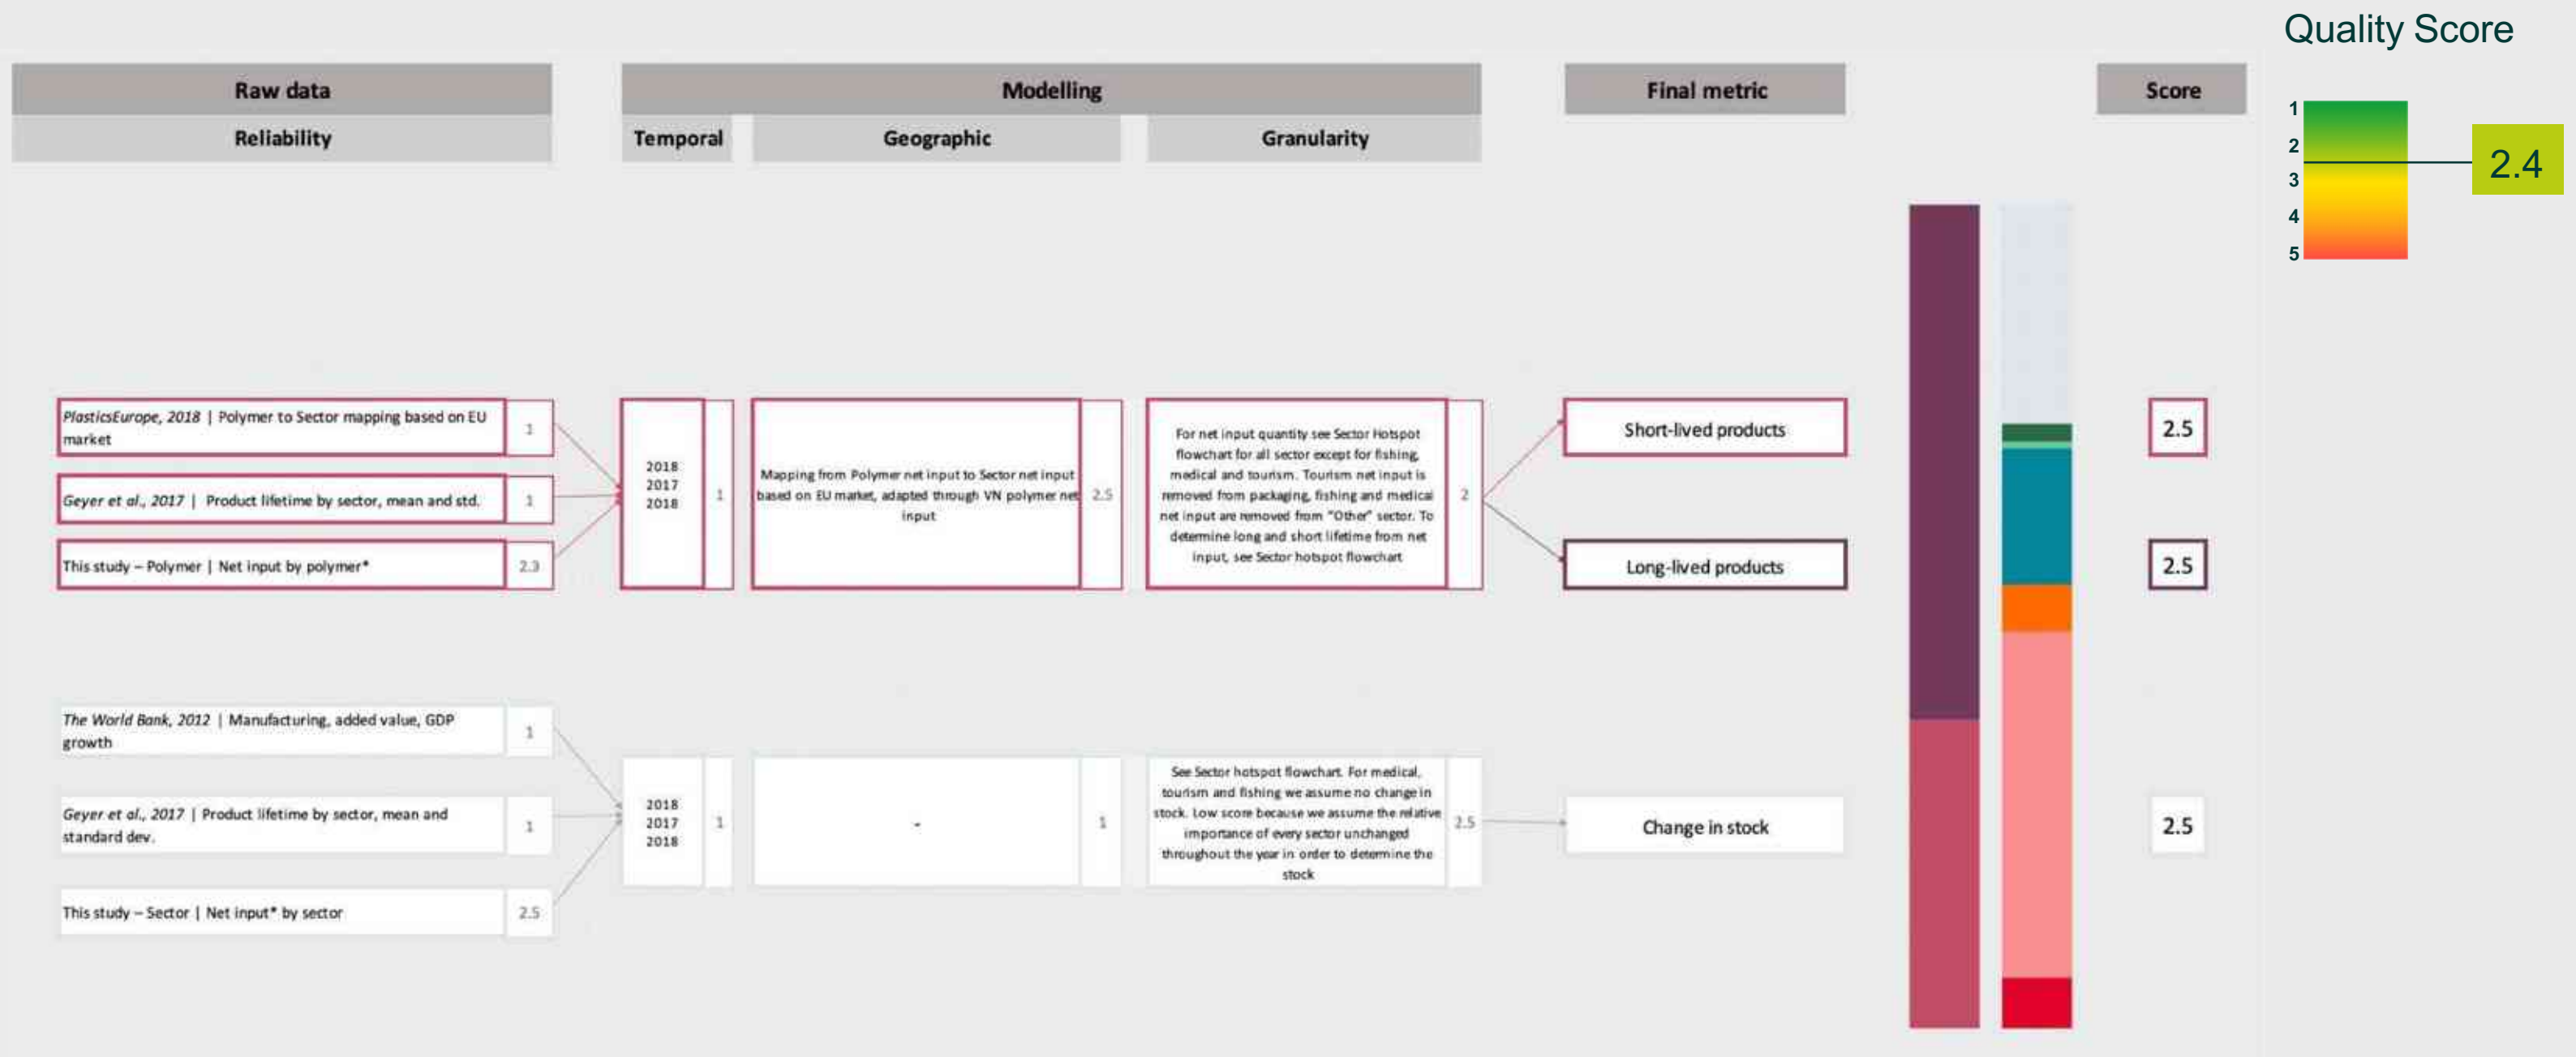 Quality Score
Raw data
Modelling
Final metric
Score
Reliability
Temporal
Geographic
Granularity
1
2
3
4
5
2.4
PlasticsEurope, 2018 | Polymer to Sector mapping based on EU
market
1
Geyer et al., 2017 | Product lifetime by sector, mean and std.
1
This study – Polymer | Net input by polymer*
2.3
2018
2017
2018
1
Mapping from Polymer net input to Sector net input
based on EU market, adapted through VN polymer net
input
2.5
For net input quantity see Sector Hotspot
flowchart for all sector except for fishing,
medical and tourism. Tourism net input is
removed from packaging, fishing and medical
net input are removed from "Other" sector. To
determine long and short lifetime from net
input, see Sector hotspot flowchart
2
Short-lived products
2.5
Long-lived products
2.5
The World Bank, 2012 | Manufacturing, added value, GDP
growth
1
Geyer et al., 2017 | Product lifetime by sector, mean and
standard dev.
1
This study – Sector | Net input* by sector
2.5
2018
2017
2018
1
-
1
See Sector hotspot flowchart. For medical,
tourism and fishing we assume no change in
stock. Low score because we assume the relative
importance of every sector unchanged
throughout the year in order to determine the
stock
2.5
Change in stock
2.5